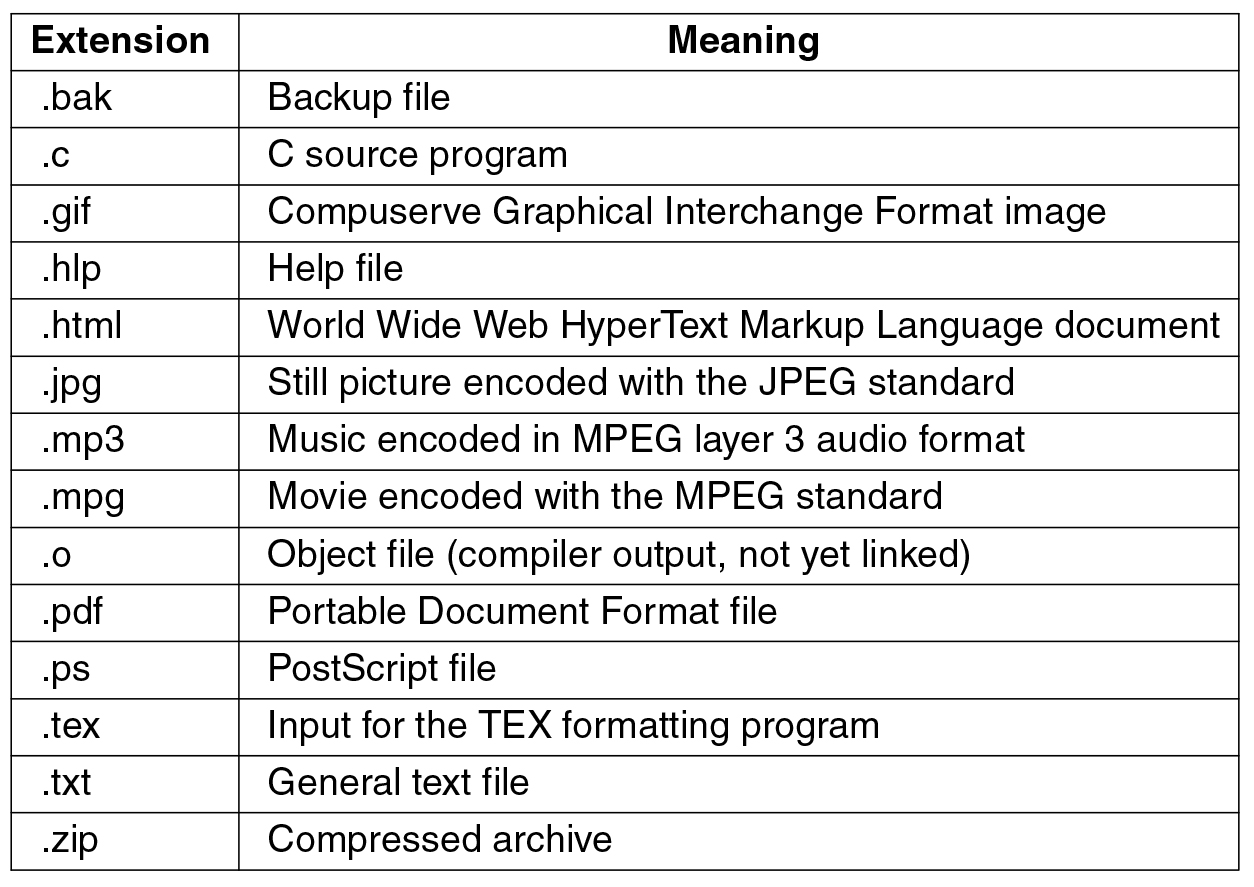 Extension Meaning
.bak Backup file
.c C source program
.gif Compuserve Graphical Interchange Format image
.hlp Help file
.html World Wide Web HyperText Markup Language document
.jpg Still picture encoded with the JPEG standard
.mp3 Music encoded in MPEG layer 3 audio format
.mpg Movie encoded with the MPEG standard
.o Object file (compiler output, not yet linked)
.pdf Portable Document Format file
.ps PostScript file
.tex Input for the TEX formatting program
.txt General text file
.zip Compressed archive